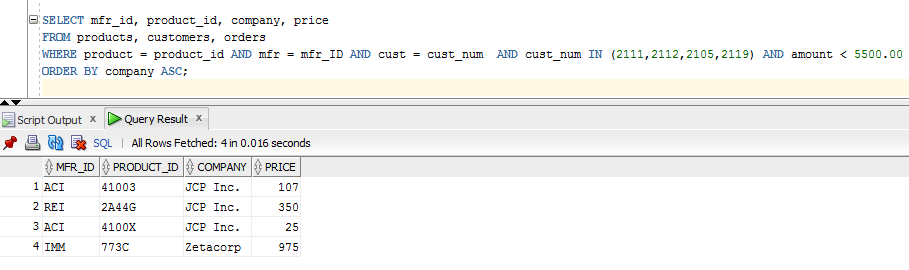 SELECT mfr_id, product_id, company, price
FROM products, customers, orders
WHERE product = product_id AND mfr = mfr_ID AND cust = cust_num  AND cust_num IN (2111,2112,2105,2119) AND amount < 5500.00
ORDER BY company ASC;
Script Output x Query Result x
SQL | All Rows Fetched: 4 in 0.016 seconds
MFR_ID PRODUCT_ID COMPANY PRICE
1 ACI 41003 JCP Inc. 107
2 REI 2A44G JCP Inc. 350
3 ACI 4100X JCP Inc. 25
4 IMM 773C Zetacorp 975